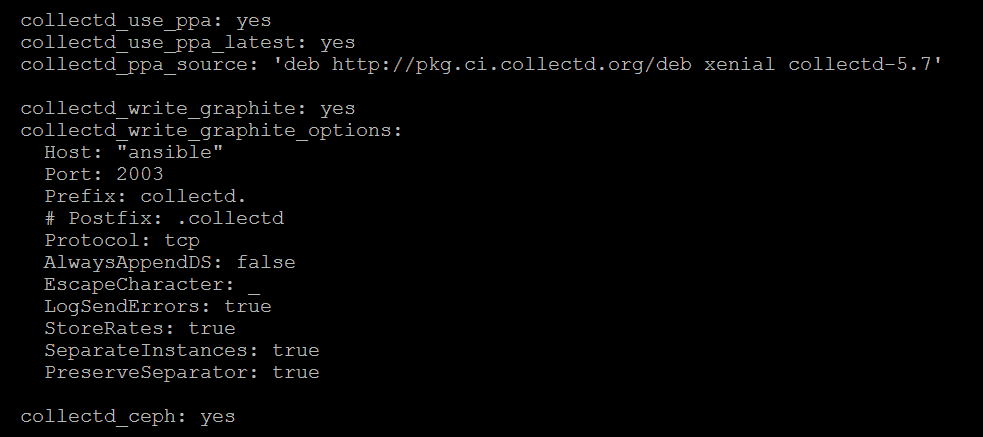 collectd_use_ppa: yes
collectd_use_ppa_latest: yes
collectd_ppa_source: 'deb http://pkg.ci.collectd.org/deb xenial collectd-5.7'
collectd_write_graphite: yes
collectd_write_graphite_options:
  Host: "ansible"
  Port: 2003
  Prefix: collectd.
  # Postfix: .collectd
  Protocol: tcp
  AlwaysAppendDS: false
  EscapeCharacter: _
  LogSendErrors: true
  StoreRates: true
  SeparateInstances: true
  PreserveSeparator: true
collectd_ceph: yes